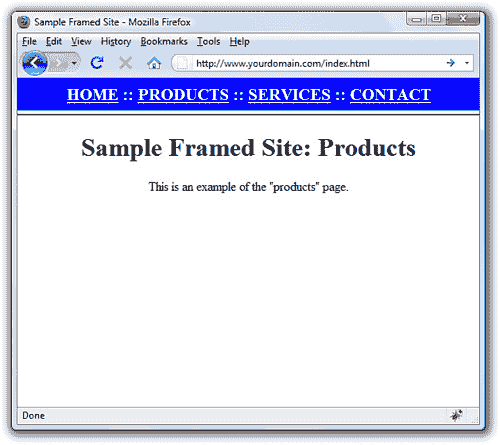 Sample Framed Site - Mozilla Firefox
File Edit View History Bookmarks Tools Help
http://www.yourdomain.com/index.html
HOME :: PRODUCTS :: SERVICES :: CONTACT
Sample Framed Site: Products
This is an example of the "products" page.
Done